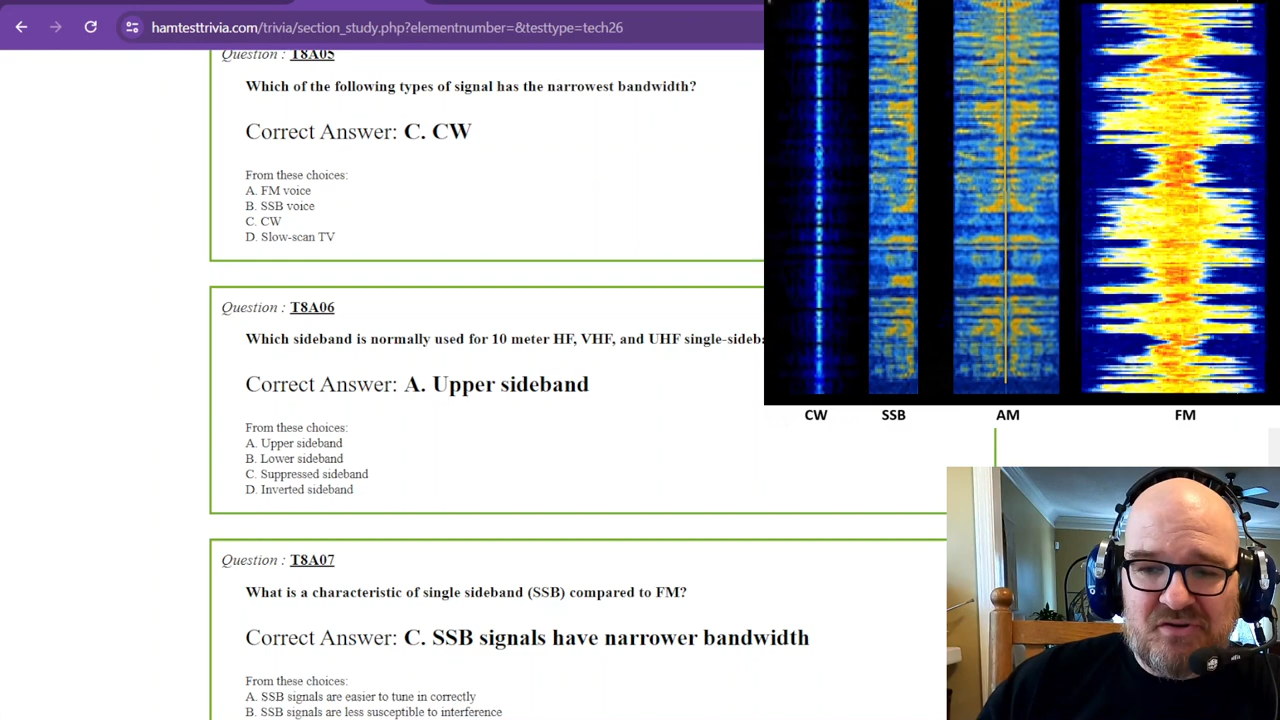 hamtesttrivia.com/trivia/section_study.php?elementnumber=&testtype=tech26
Question : T8A05
Which of the following types of signal has the narrowest bandwidth?
Correct Answer: C. CW
From these choices:
A. FM voice
B. SSB voice
C. CW
D. Slow-scan TV
Question : T8A06
Which sideband is normally used for 10 meter HF, VHF, and UHF single-sideba
Correct Answer: A. Upper sideband
From these choices:
A. Upper sideband
B. Lower sideband
C. Suppressed sideband
D. Inverted sideband
Question : T8A07
What is a characteristic of single sideband (SSB) compared to FM?
Correct Answer: C. SSB signals have narrower bandwidth
From these choices:
A. SSB signals are easier to tune in correctly
B. SSB signals are less susceptible to interference
CW SSB AM FM